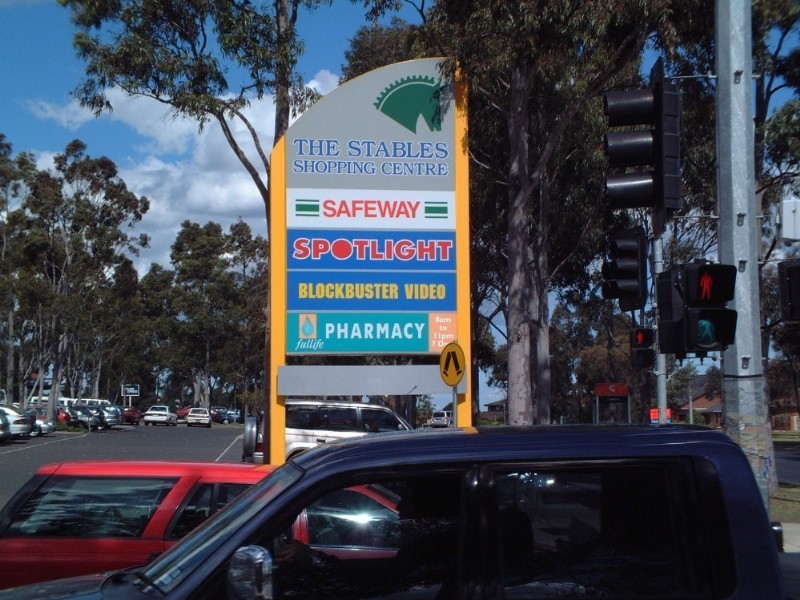 THE STABLES
SHOPPING CENTRE
SAFEWAY
SPOTLIGHT
BLOCKBUSTER VIDEO
fullife
PHARMACY
8am
to
11pm